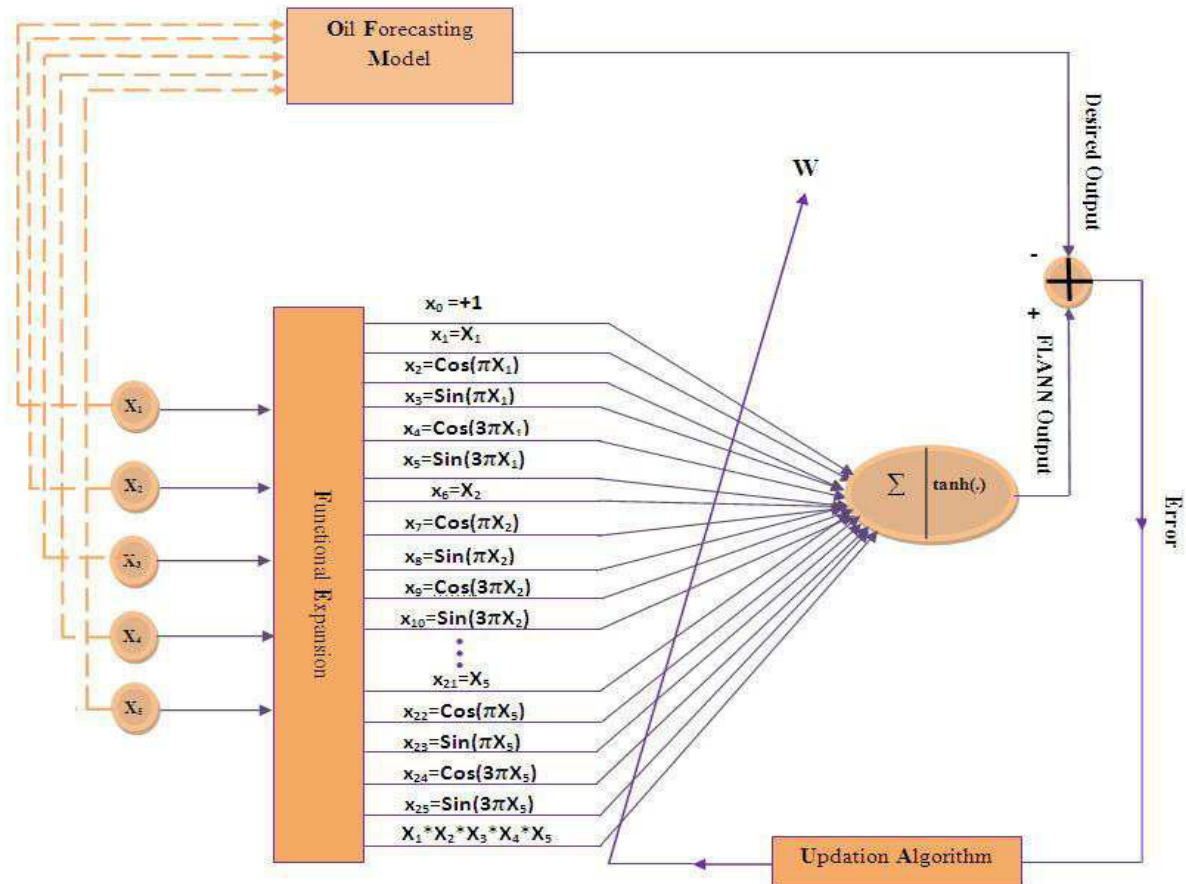 Oil Forecasting
Model
Desired Output
W
-
+
FLANN Output
Error
x₀ =+1
x₁=X₁
x₂=Cos(πX₁)
x₃=Sin(πX₁)
x₄=Cos(3πX₁)
x₅=Sin(3πX₁)
x₆=X₂
x₇=Cos(πX₂)
x₈=Sin(πX₂)
x₉=Cos(3πX₂)
x₁₀=Sin(3πX₂)
x₂₁=X₅
x₂₂=Cos(πX₅)
x₂₃=Sin(πX₅)
x₂₄=Cos(3πX₅)
x₂₅=Sin(3πX₅)
X₁*X₂*X₃*X₄*X₅
X₁
X₂
X₃
X₄
X₅
Functional Expansion
Σ tanh(.)
Updation Algorithm